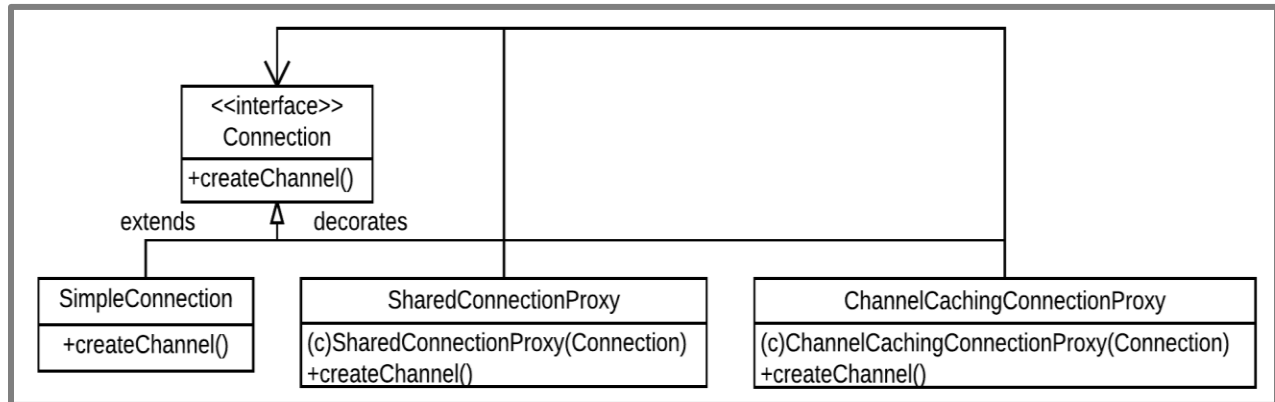 <<interface>>
Connection
+createChannel()
extends
decorates
SimpleConnection
+createChannel()
SharedConnectionProxy
(c)SharedConnectionProxy(Connection)
+createChannel()
ChannelCachingConnectionProxy
(c)ChannelCachingConnectionProxy(Connection)
+createChannel()